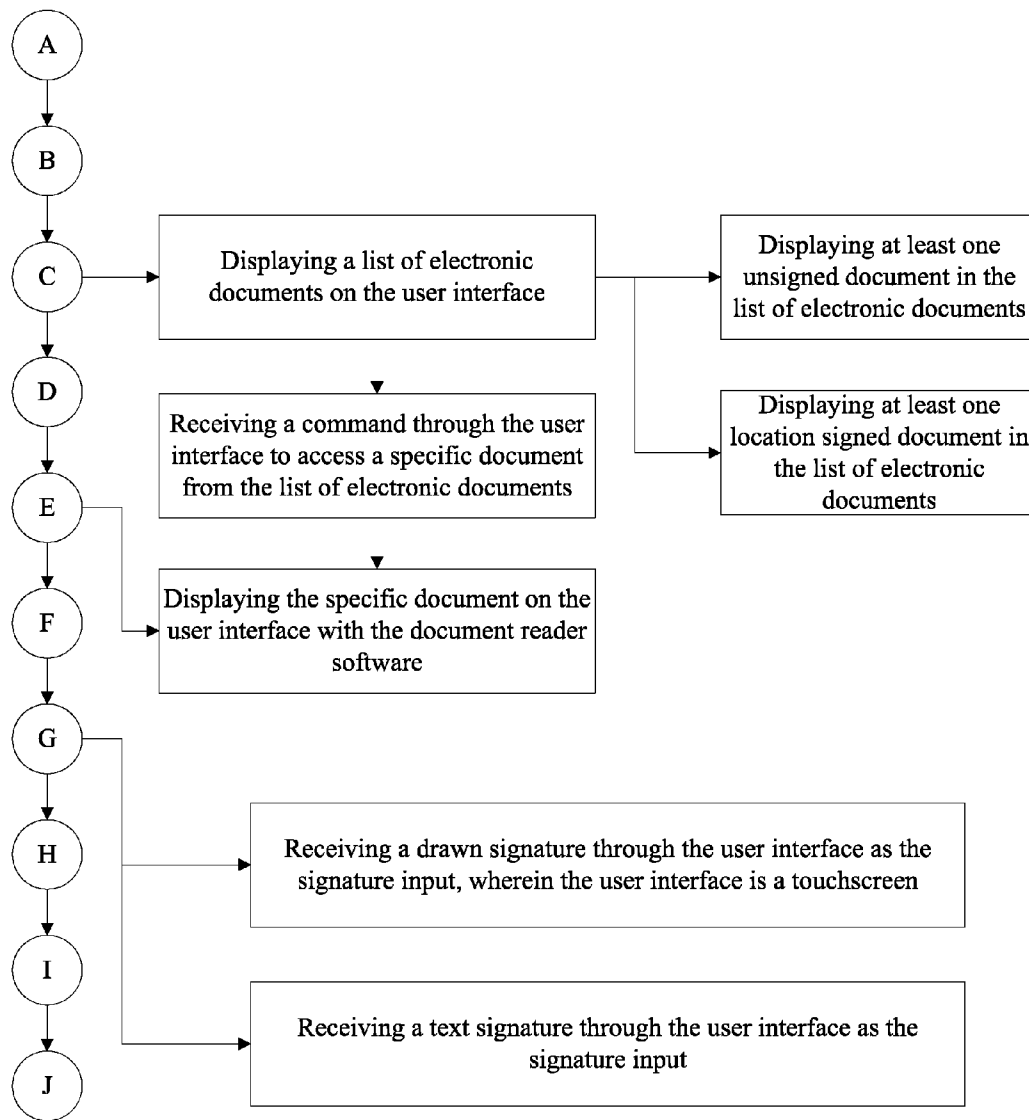 A
B
C
Displaying a list of electronic
documents on the user interface
Displaying at least one
unsigned document in
the list of electronic
documents
D
Receiving a command through the user
interface to access a specific document
from the list of electronic documents
Displaying at least one
location signed document in
the list of electronic
documents
E
F
Displaying the specific document on the
user interface with the document reader
software
G
H
Receiving a drawn signature through the user interface as the
signature input, wherein the user interface is a touchscreen
I
Receiving a text signature through the user interface as the
signature input
J